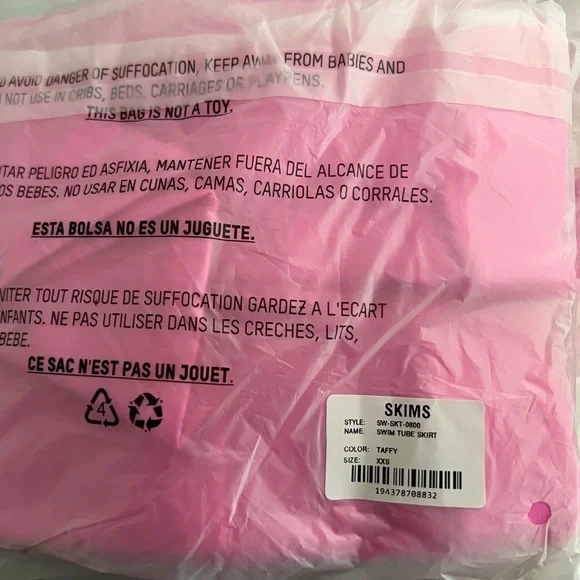 AVOID DANGER OF SUFFOCATION, KEEP AWAY FROM BABIES AND
NOT USE IN CRIBS, BEDS, CARRIAGES OR PLAYPENS.
THIS BAG IS NOT A TOY.
PELIGRO ED ASFIXIA, MANTENER FUERA DEL ALCANCE DE
BEBES. NO USAR EN CUNAS, CAMAS, CARRIOLAS O CORRALES.
ESTA BOLSA NO ES UN JUGUETE.
TOUT RISQUE DE SUFFOCATION GARDEZ A L'ECART
NE PAS UTILISER DANS LES CRECHES, LITS,
BEBE.
CE SAC N'EST PAS UN JOUET.
4
SKIMS
STYLE: SW-SKT-0800
NAME: SWIM TUBE SKIRT
COLOR: TAFFY
SIZE: XXS
194378708832